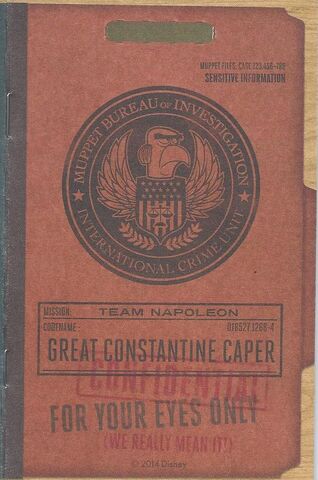 MUPPET FILES: CASE 123.456-789
SENSITIVE INFORMATION
MUPPET BUREAU OF INVESTIGATION
INTERNATIONAL CRIME UNIT
MISSION: TEAM NAPOLEON
CODENAME:
GREAT CONSTANTINE CAPER
CONFIDENTIAL
FOR YOUR EYES ONLY
(WE REALLY MEAN IT!)
© 2014 Disney